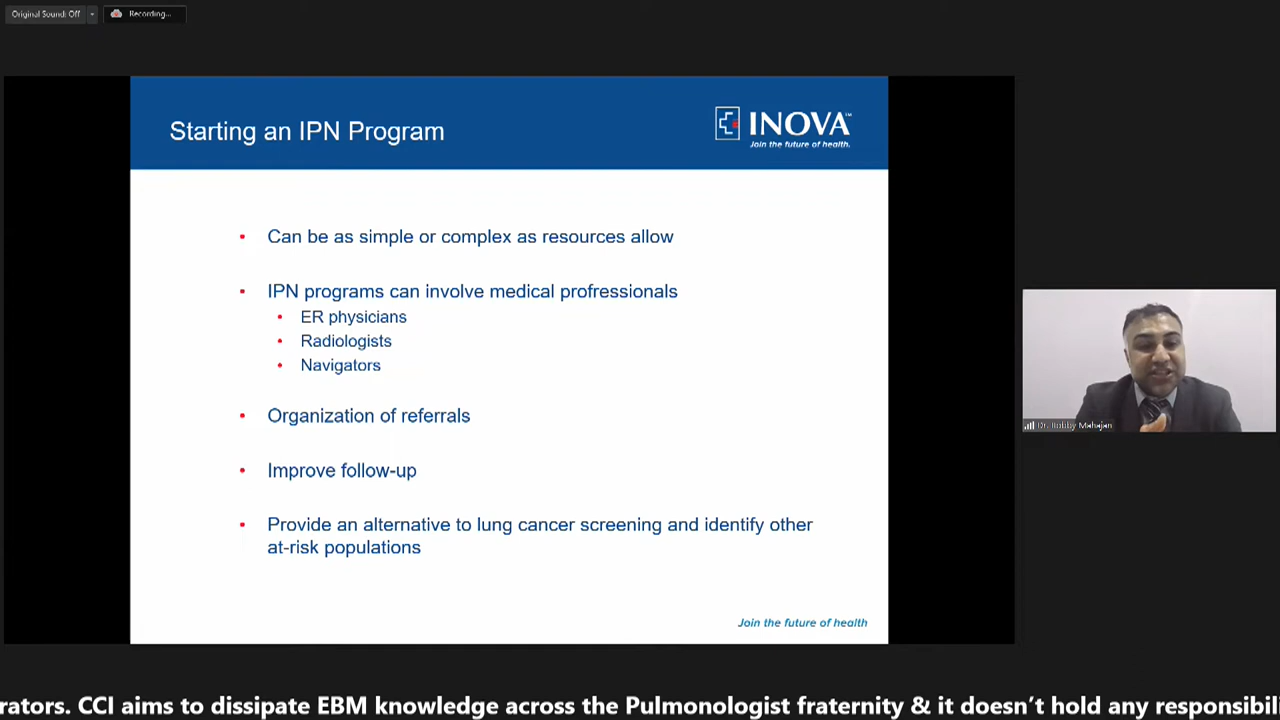 Original Sound: Off
Recording...
Starting an IPN Program
INOVA™
Join the future of health.
• Can be as simple or complex as resources allow
• IPN programs can involve medical profressionals
• ER physicians
• Radiologists
• Navigators
• Organization of referrals
• Improve follow-up
• Provide an alternative to lung cancer screening and identify other
at-risk populations
Join the future of health
Dr. Bobby Mahajan
rators. CCI aims to dissipate EBM knowledge across the Pulmonologist fraternity & it doesn't hold any responsibil